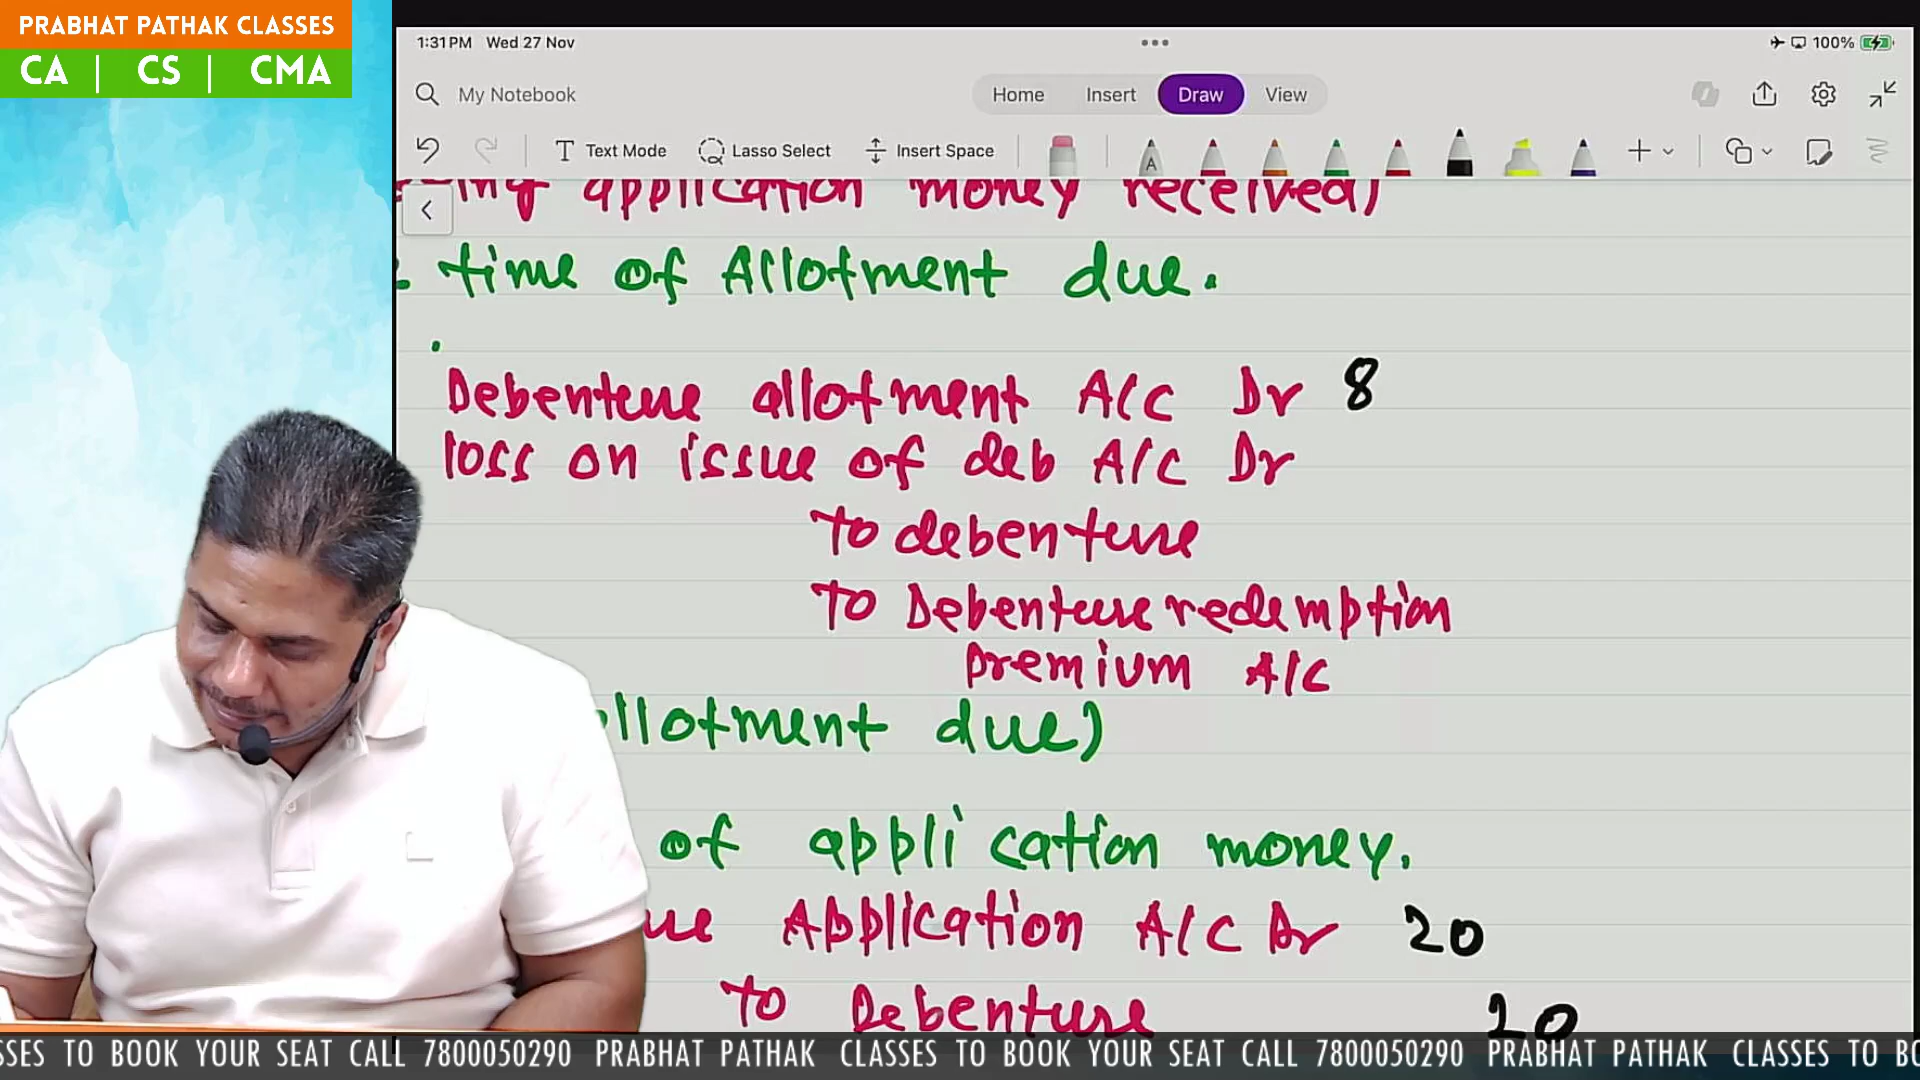 PRABHAT PATHAK CLASSES
CA | CS | CMA
1:31 PM Wed 27 Nov
100%
My Notebook
Home Insert Draw View
Text Mode Lasso Select Insert Space
A
application money received)
time of Allotment due.
Debenture allotment A/C Dr 8
loss on issue of deb A/C Dr
To debenture
To Debenture redemption
premium A/C
allotment due)
of application money.
Application A/C Dr 20
To Debenture 20
TO BOOK YOUR SEAT CALL 7800050290 PRABHAT PATHAK CLASSES TO BOOK YOUR SEAT CALL 7800050290 PRABHAT PATHAK CLASSES TO